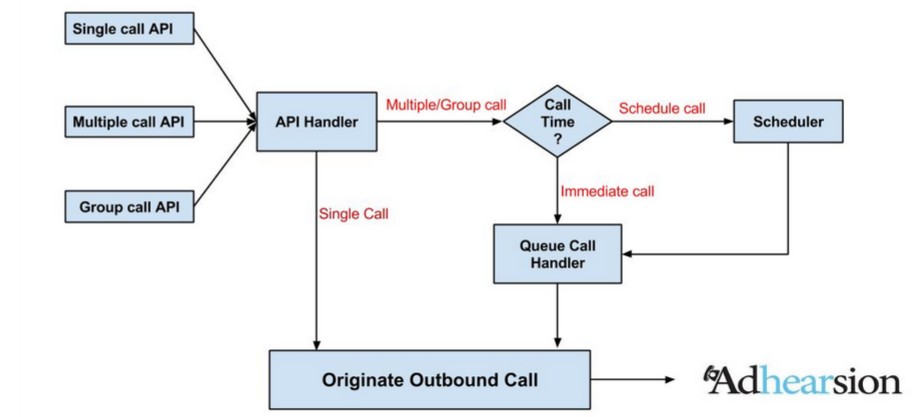 Single call API
Multiple call API
Group call API
API Handler
Multiple/Group call
Call
Time
?
Schedule call
Scheduler
Single Call
Immediate call
Queue Call
Handler
Originate Outbound Call
Adhearsion